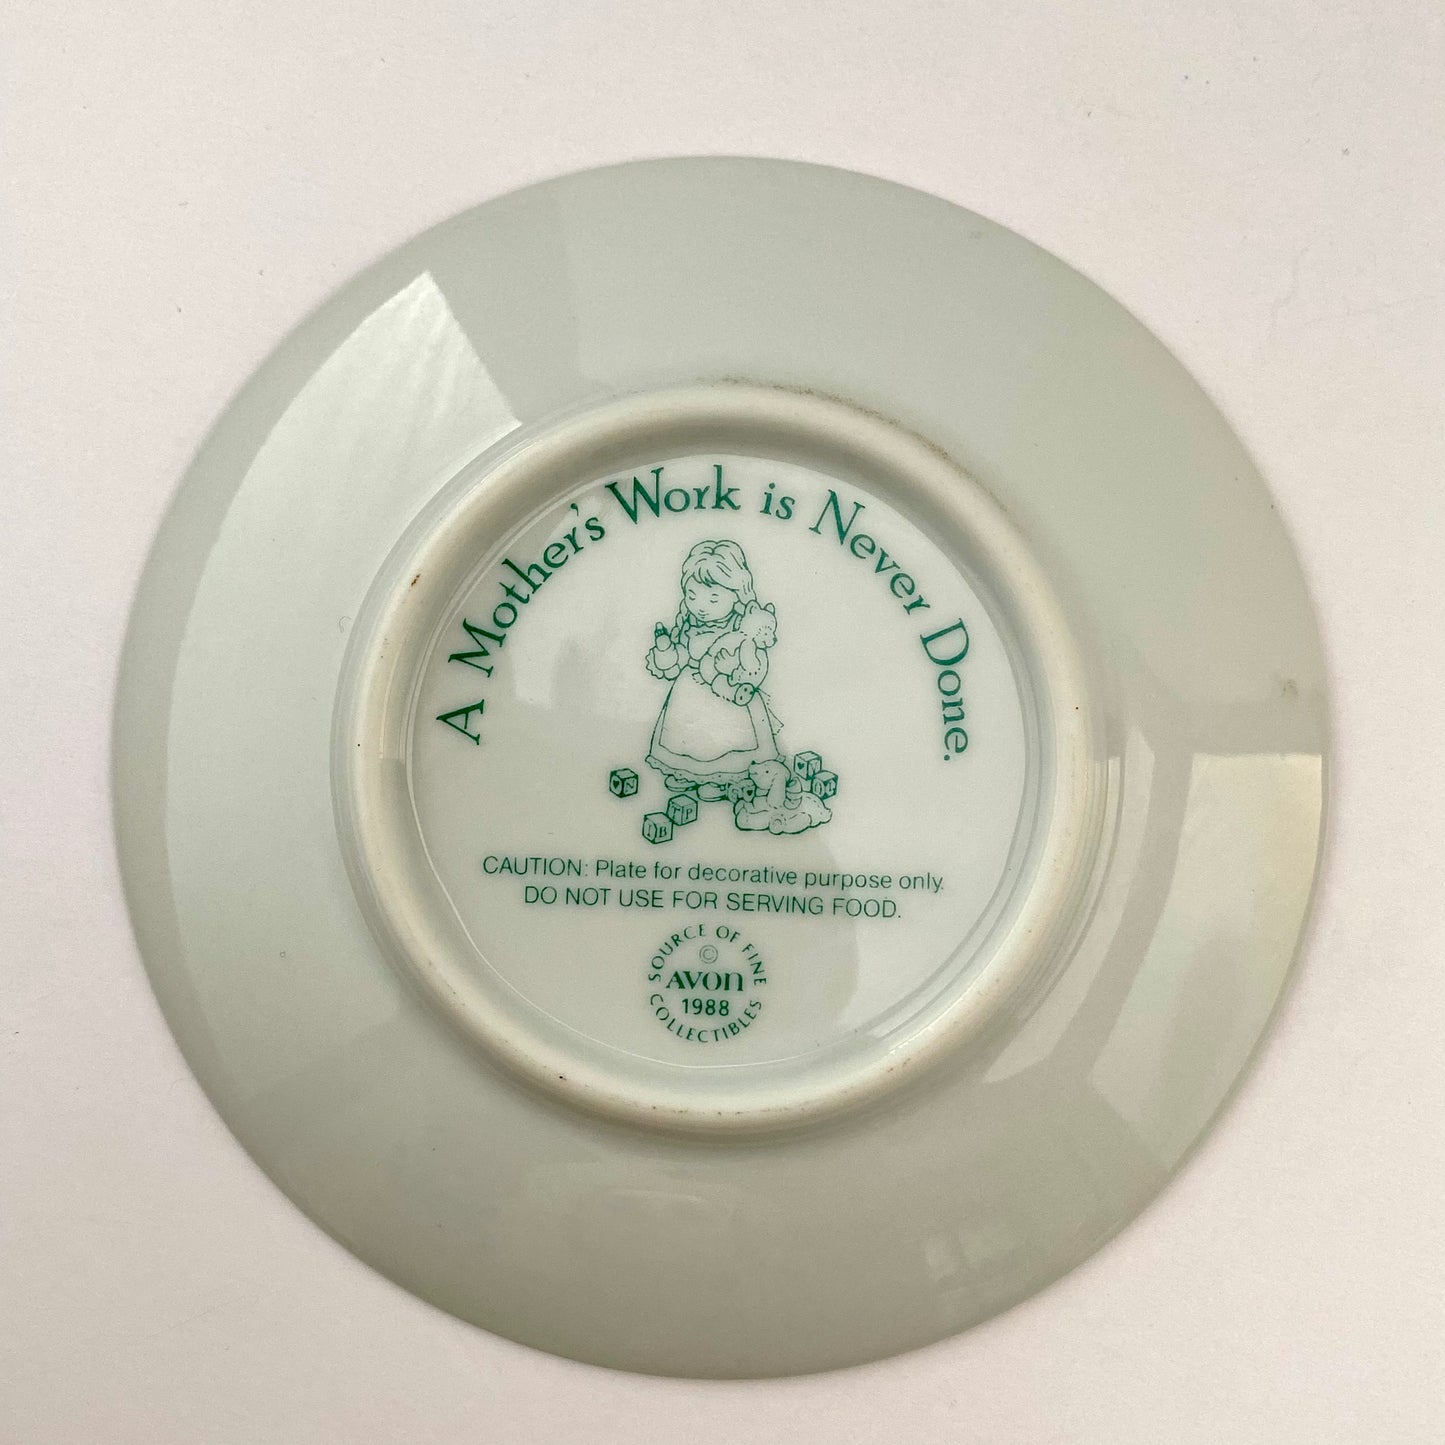 A Mother's Work is Never Done.
N
I B
T P
CAUTION: Plate for decorative purpose only.
DO NOT USE FOR SERVING FOOD.
SOURCE OF FINE
©
AVON
1988
COLLECTIBLES